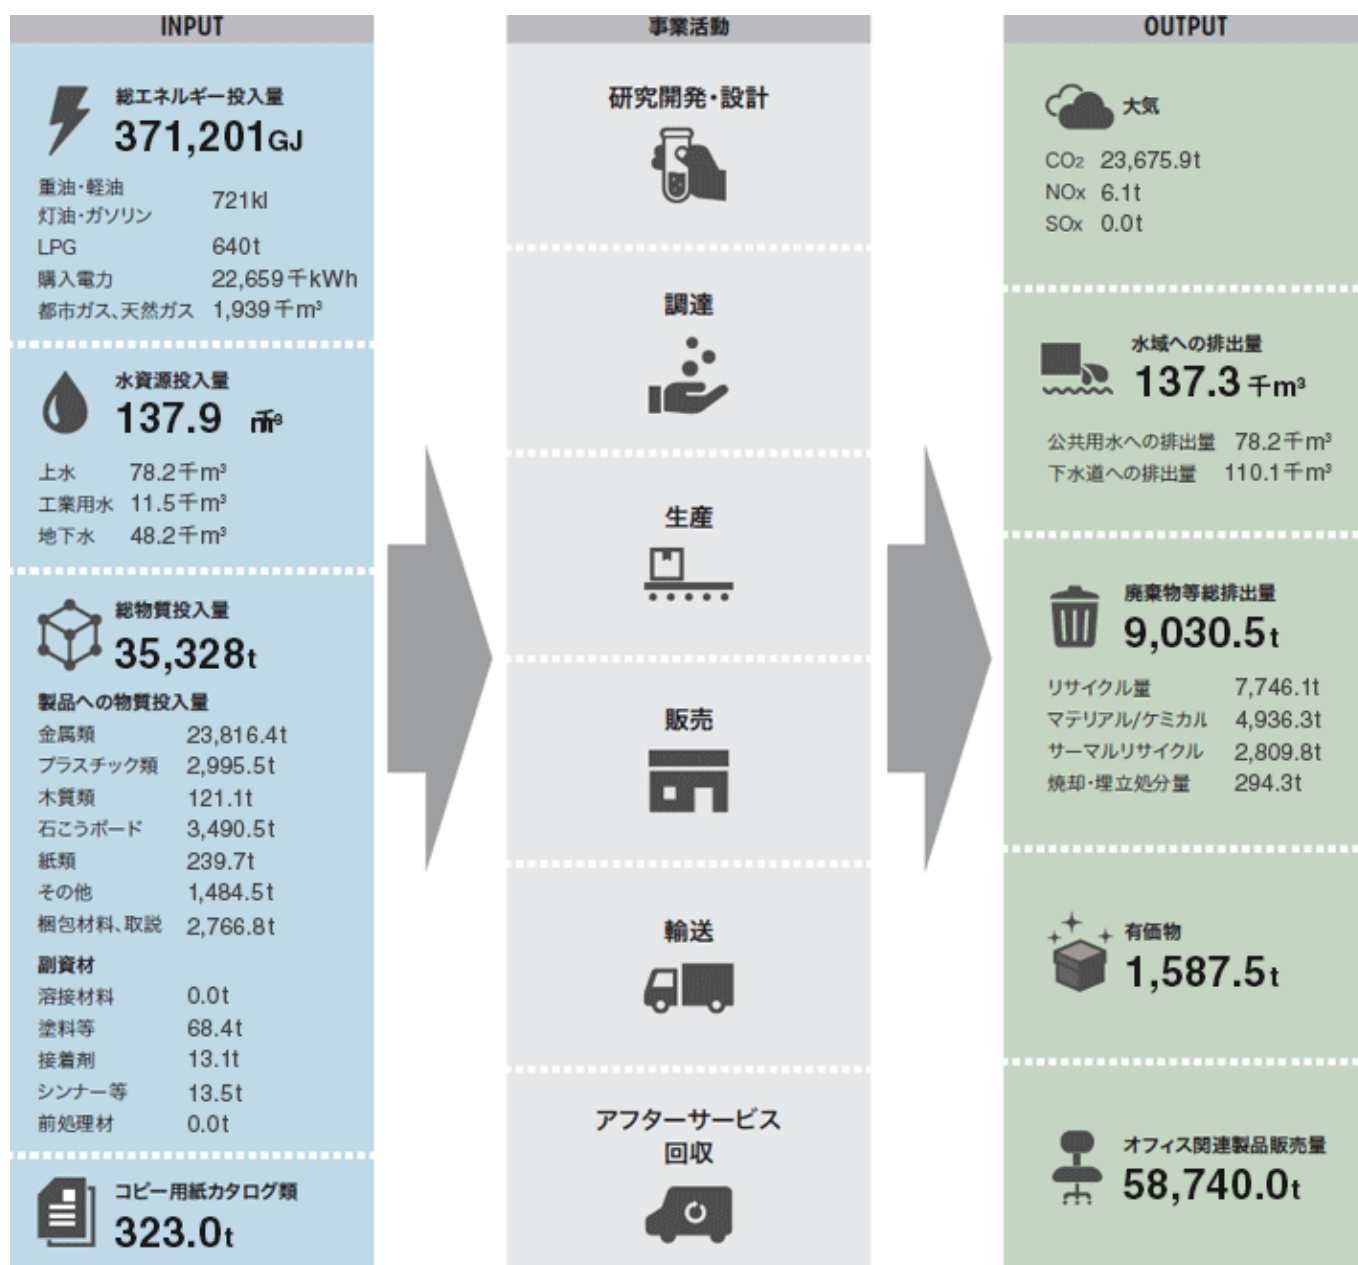 INPUT
総エネルギー投入量
371,201GJ
重油・軽油
灯油・ガソリン 721kl
LPG 640t
購入電力 22,659千kWh
都市ガス、天然ガス 1,939千m³
水資源投入量
137.9 千m³
上水 78.2千m³
工業用水 11.5千m³
地下水 48.2千m³
総物質投入量
35,328t
製品への物質投入量
金属類 23,816.4t
プラスチック類 2,995.5t
木質類 121.1t
石こうボード 3,490.5t
紙類 239.7t
その他 1,484.5t
梱包材料、取説 2,766.8t
副資材
溶接材料 0.0t
塗料等 68.4t
接着剤 13.1t
シンナー等 13.5t
前処理材 0.0t
コピー用紙カタログ類
323.0t
事業活動
研究開発・設計
調達
生産
販売
輸送
アフターサービス
回収
OUTPUT
大気
CO₂ 23,675.9t
NOx 6.1t
SOx 0.0t
水域への排出量
137.3千m³
公共用水への排出量 78.2千m³
下水道への排出量 110.1千m³
廃棄物等総排出量
9,030.5t
リサイクル量 7,746.1t
マテリアル/ケミカル 4,936.3t
サーマルリサイクル 2,809.8t
焼却・埋立処分量 294.3t
有価物
1,587.5t
オフィス関連製品販売量
58,740.0t